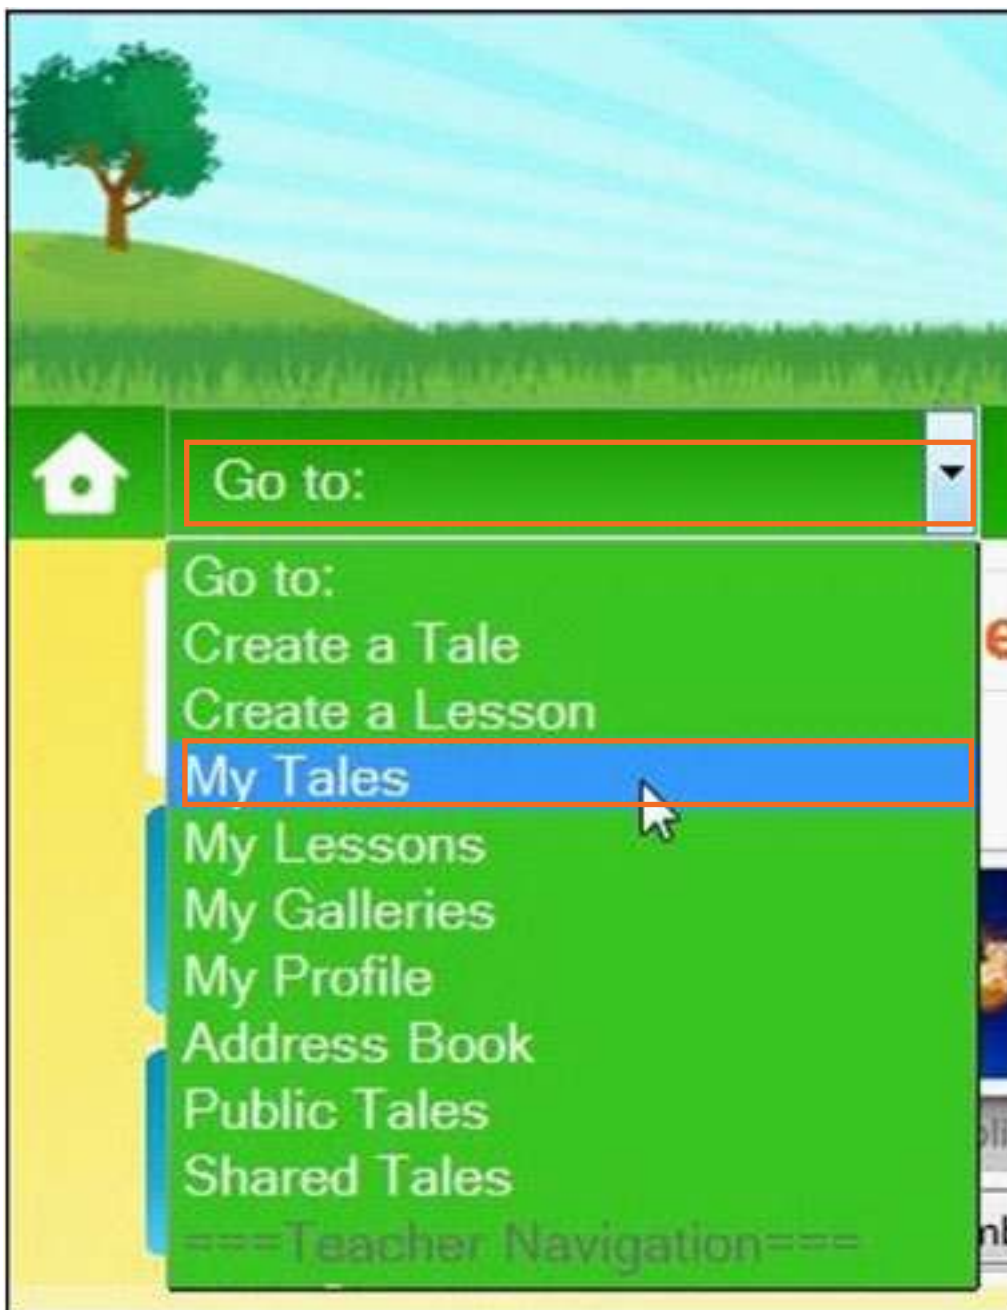 Go to:
Go to:
Create a Tale
Create a Lesson
My Tales
My Lessons
My Galleries
My Profile
Address Book
Public Tales
Shared Tales
===Teacher Navigation===